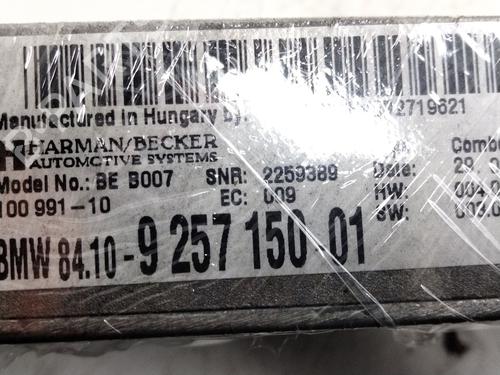 Manufactured in Hungary by
2719621
HARMAN/BECKER
AUTOMOTIVE SYSTEMS
Model No.: BE B007 SNR: 2259389 Date:
100 991-10 EC: 009 HW: 004
SW:
BMW 84.10-9 257 150 01